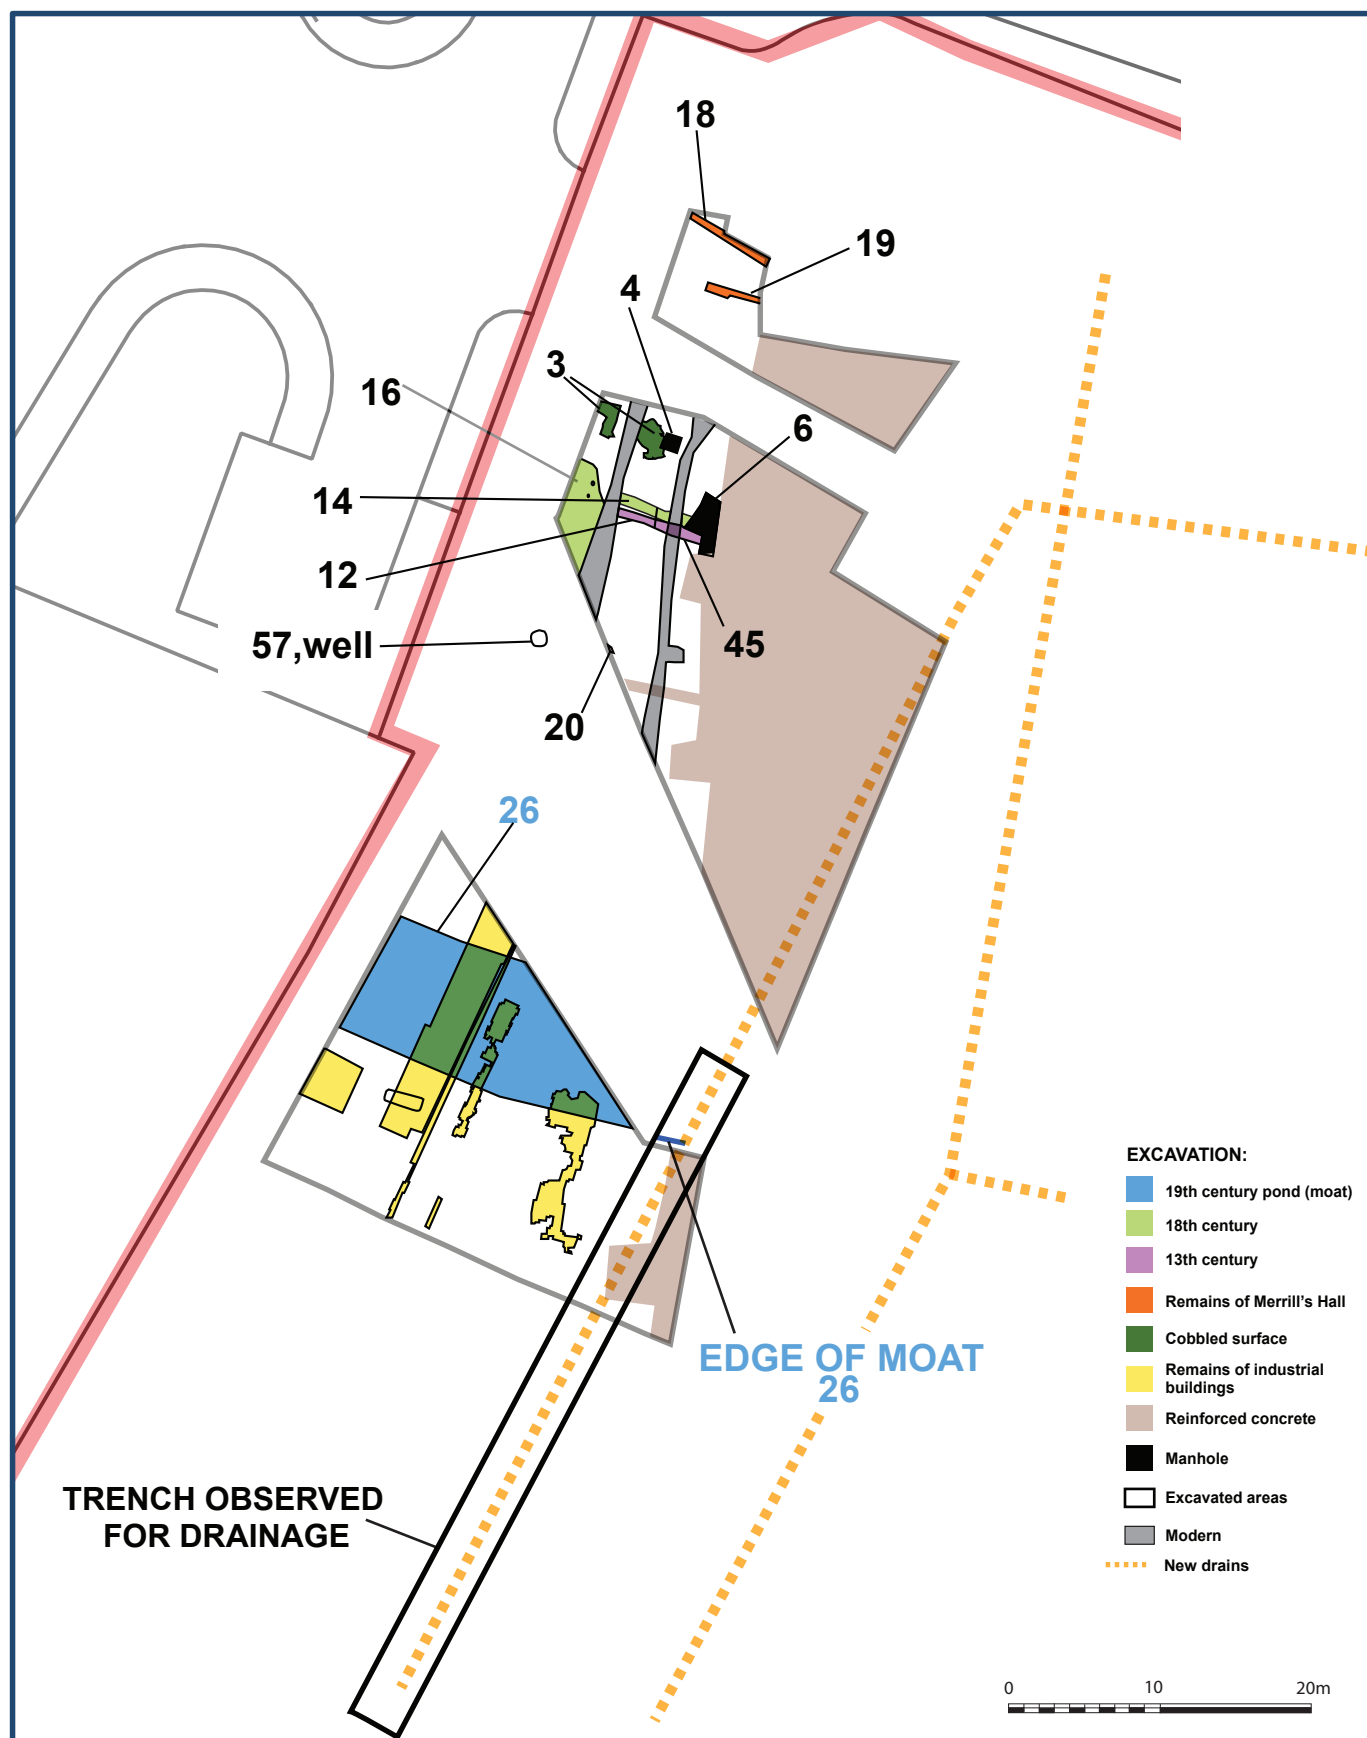 18
19
4
3
16
6
14
12
57,well
45
20
26
EXCAVATION:
19th century pond (moat)
18th century
13th century
Remains of Merrill's Hall
Cobbled surface
Remains of industrial
buildings
Reinforced concrete
Manhole
Excavated areas
Modern
New drains
EDGE OF MOAT
26
TRENCH OBSERVED
FOR DRAINAGE
0 10 20m